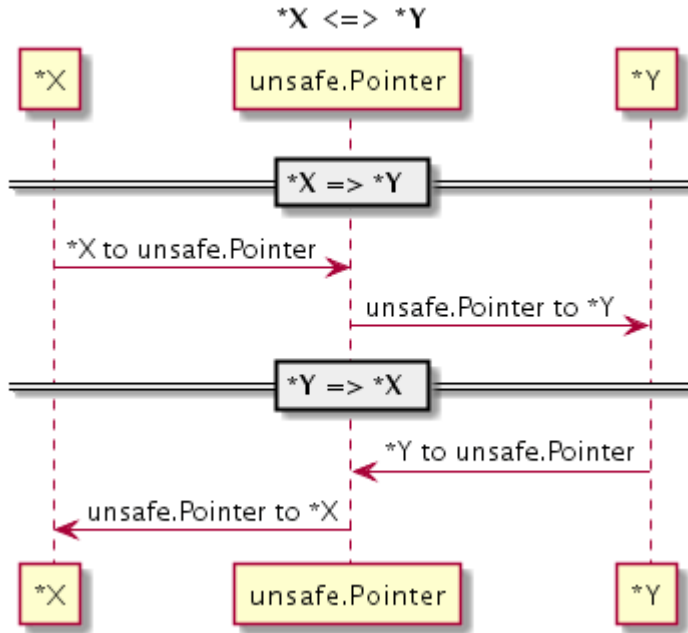 *X <=> *Y
*X unsafe.Pointer *Y
*X => *Y
*X to unsafe.Pointer
unsafe.Pointer to *Y
*Y => *X
*Y to unsafe.Pointer
unsafe.Pointer to *X
*X unsafe.Pointer *Y